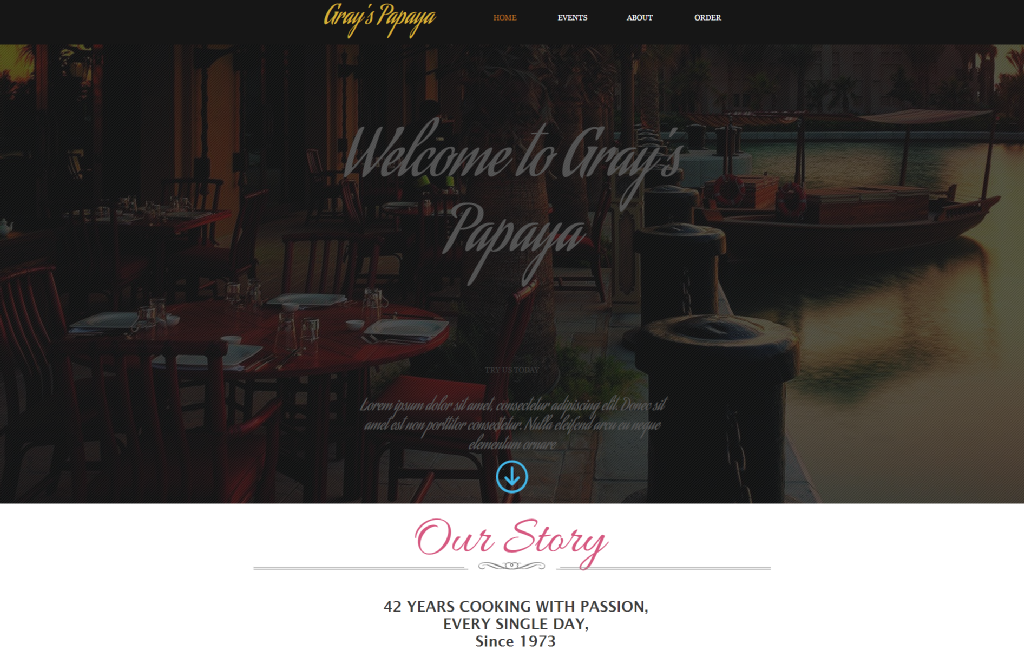 Gray's Papaya
HOME EVENTS ABOUT ORDER
Welcome to Gray's
Papaya
TRY US TODAY
Lorem ipsum dolor sit amet, consectetur adipiscing elit. Donec sit
amet est non porttitor consectetur. Nulla eleifend arcu eu neque
elementum ornare
Our Story
42 YEARS COOKING WITH PASSION,
EVERY SINGLE DAY,
Since 1973